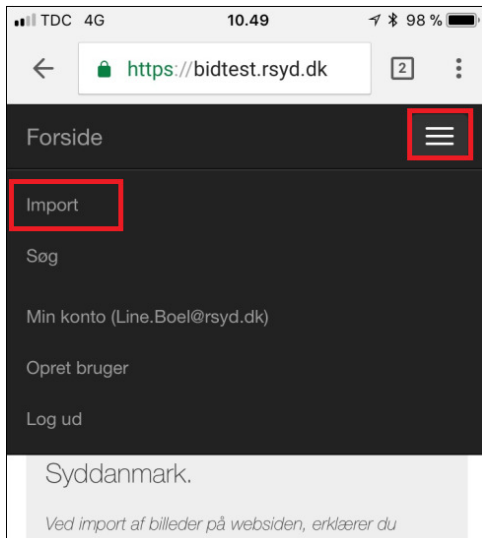 TDC 4G 10.49 98 %
https://bidtest.rsyd.dk 2
Forside
Import
Søg
Min konto (Line.Boel@rsyd.dk)
Opret bruger
Log ud
Syddanmark.
Ved import af billeder på websiden, erklærer du